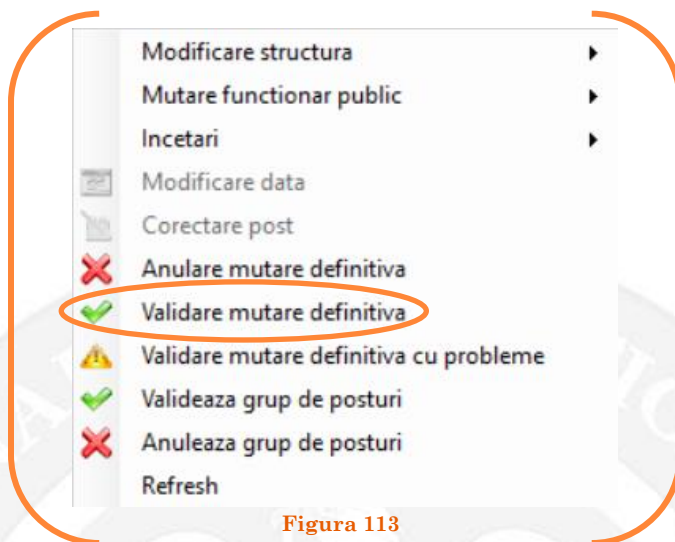 Modificare structura
Mutare functionar public
Incetari
Modificare data
Corectare post
Anulare mutare definitiva
Validare mutare definitiva
Validare mutare definitiva cu probleme
Valideaza grup de posturi
Anuleaza grup de posturi
Refresh
Figura 113